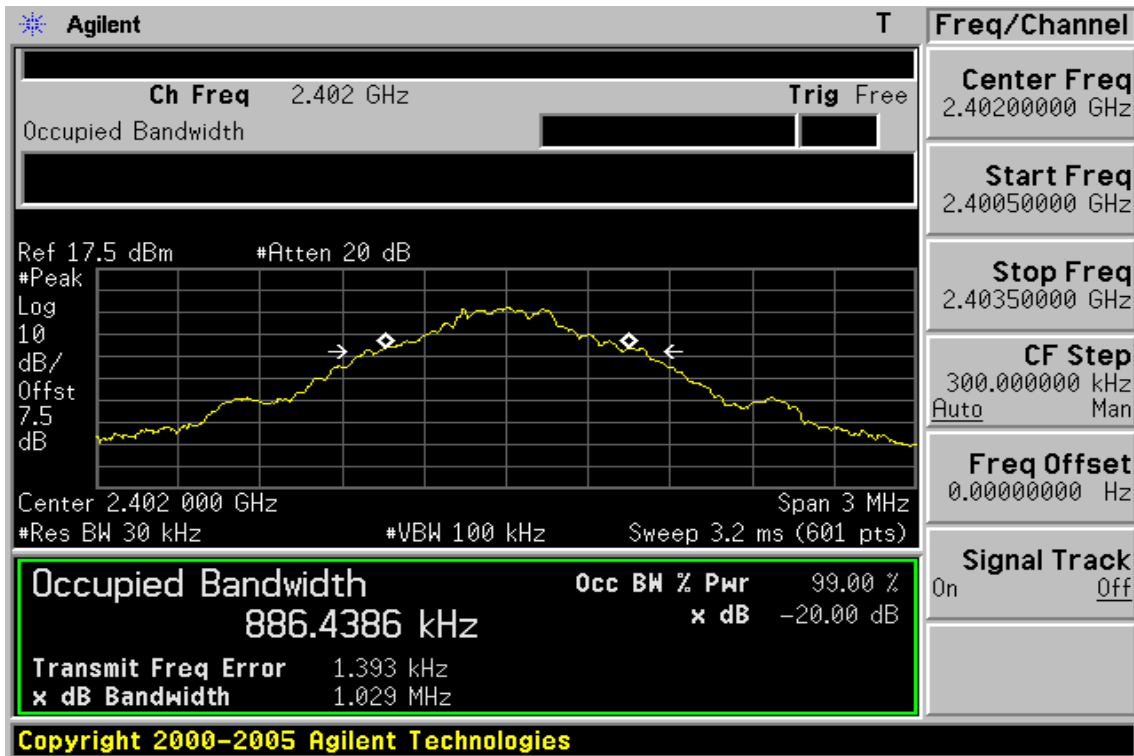 Agilent
T
Ch Freq 2.402 GHz
Trig Free
Occupied Bandwidth
Ref 17.5 dBm #Atten 20 dB
#Peak
Log
10
dB/
Offst
7.5
dB
Center 2.402 000 GHz
Span 3 MHz
#Res BW 30 kHz
#VBW 100 kHz
Sweep 3.2 ms (601 pts)
Occupied Bandwidth
886.4386 kHz
Occ BW % Pwr 99.00 %
x dB -20.00 dB
Transmit Freq Error 1.393 kHz
x dB Bandwidth 1.029 MHz
Copyright 2000-2005 Agilent Technologies
Freq/Channel
Center Freq
2.40200000 GHz
Start Freq
2.40050000 GHz
Stop Freq
2.40350000 GHz
CF Step
300.000000 kHz
Auto Man
Freq Offset
0.00000000 Hz
Signal Track
On Off